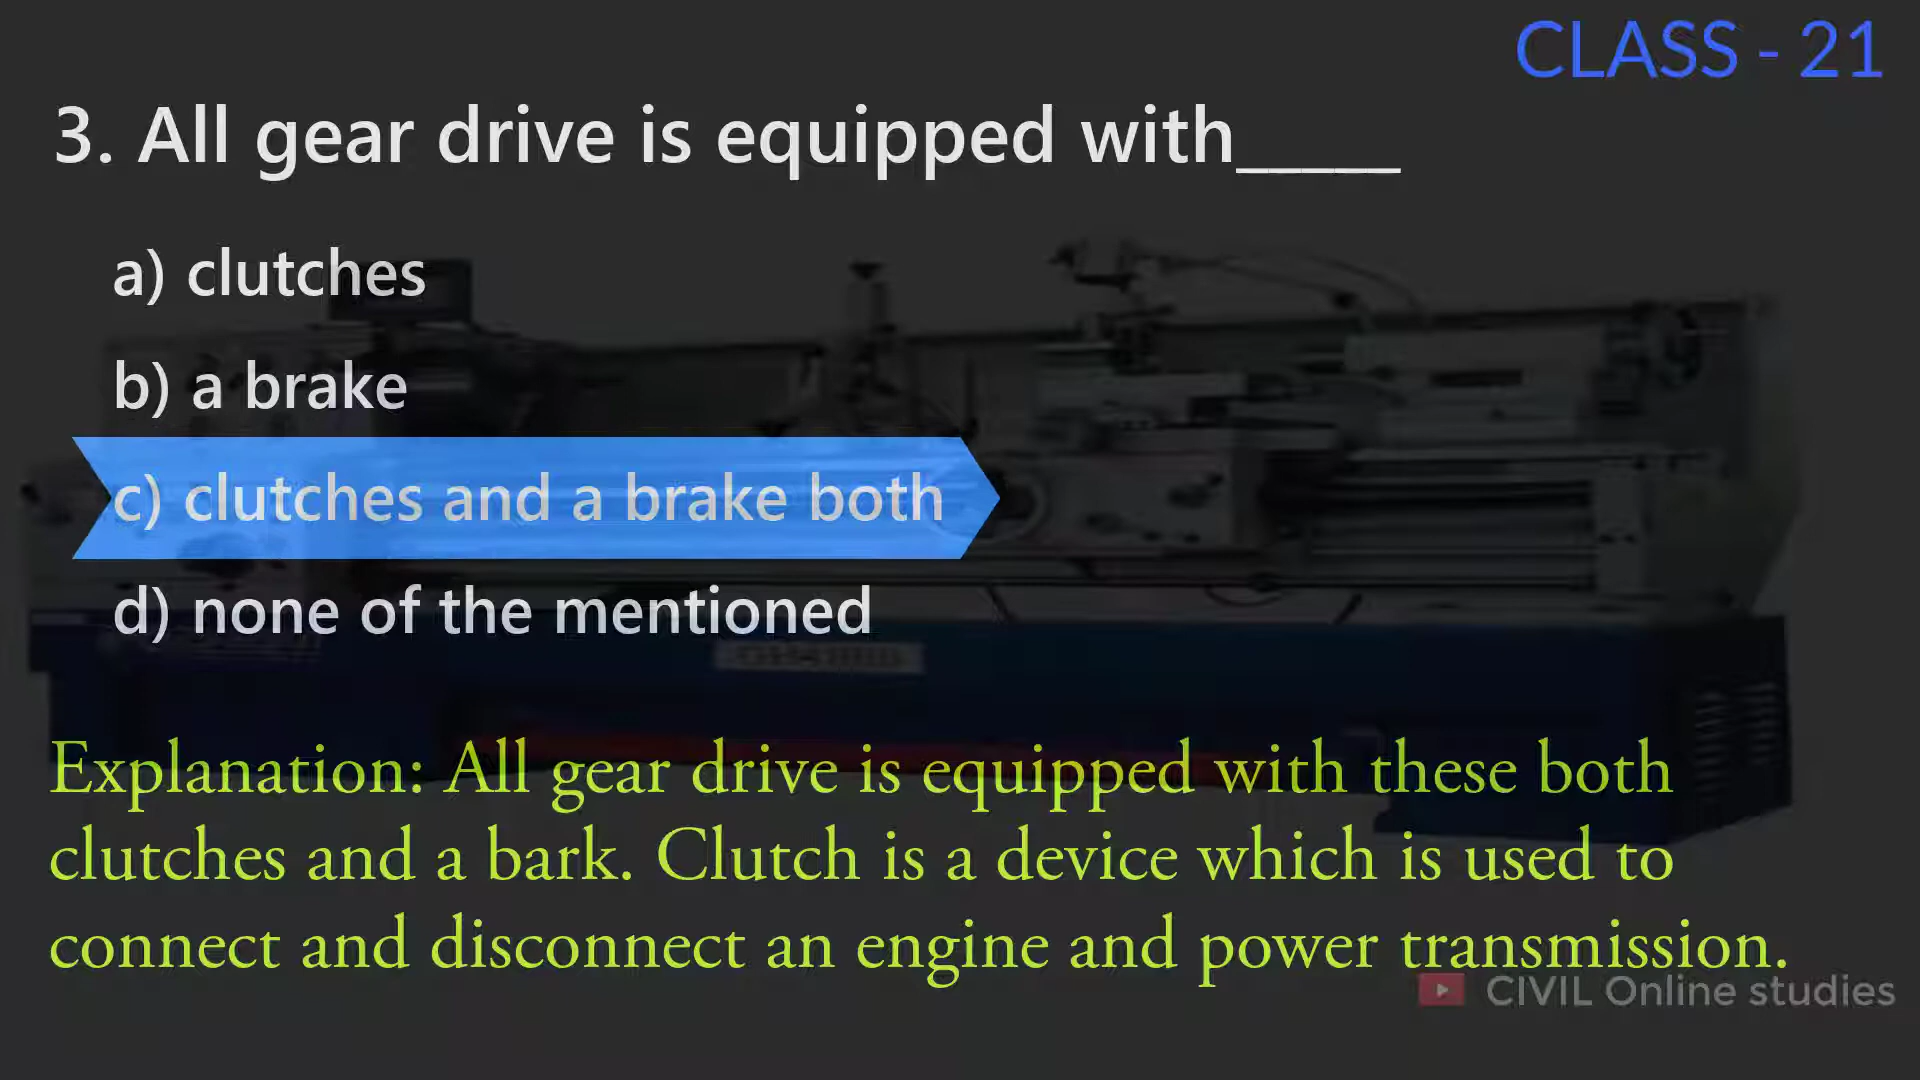 CLASS - 21
3. All gear drive is equipped with_____
a) clutches
b) a brake
c) clutches and a brake both
d) none of the mentioned
Explanation: All gear drive is equipped with these both
clutches and a bark. Clutch is a device which is used to
connect and disconnect an engine and power transmission.
CIVIL Online studies